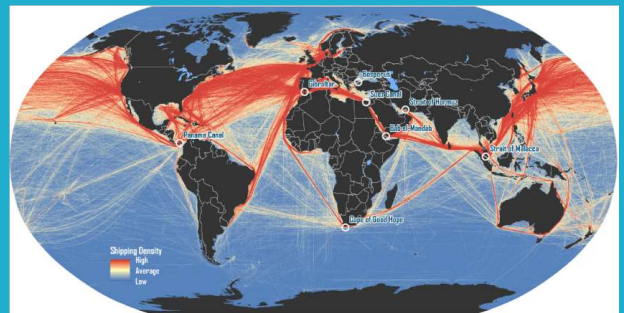 Bosporus
Gibraltar
Suez Canal
Strait of Hormuz
Panama Canal
Bab el-Mandab
Strait of Malacca
Cape of Good Hope
Shipping Density
High
Average
Low